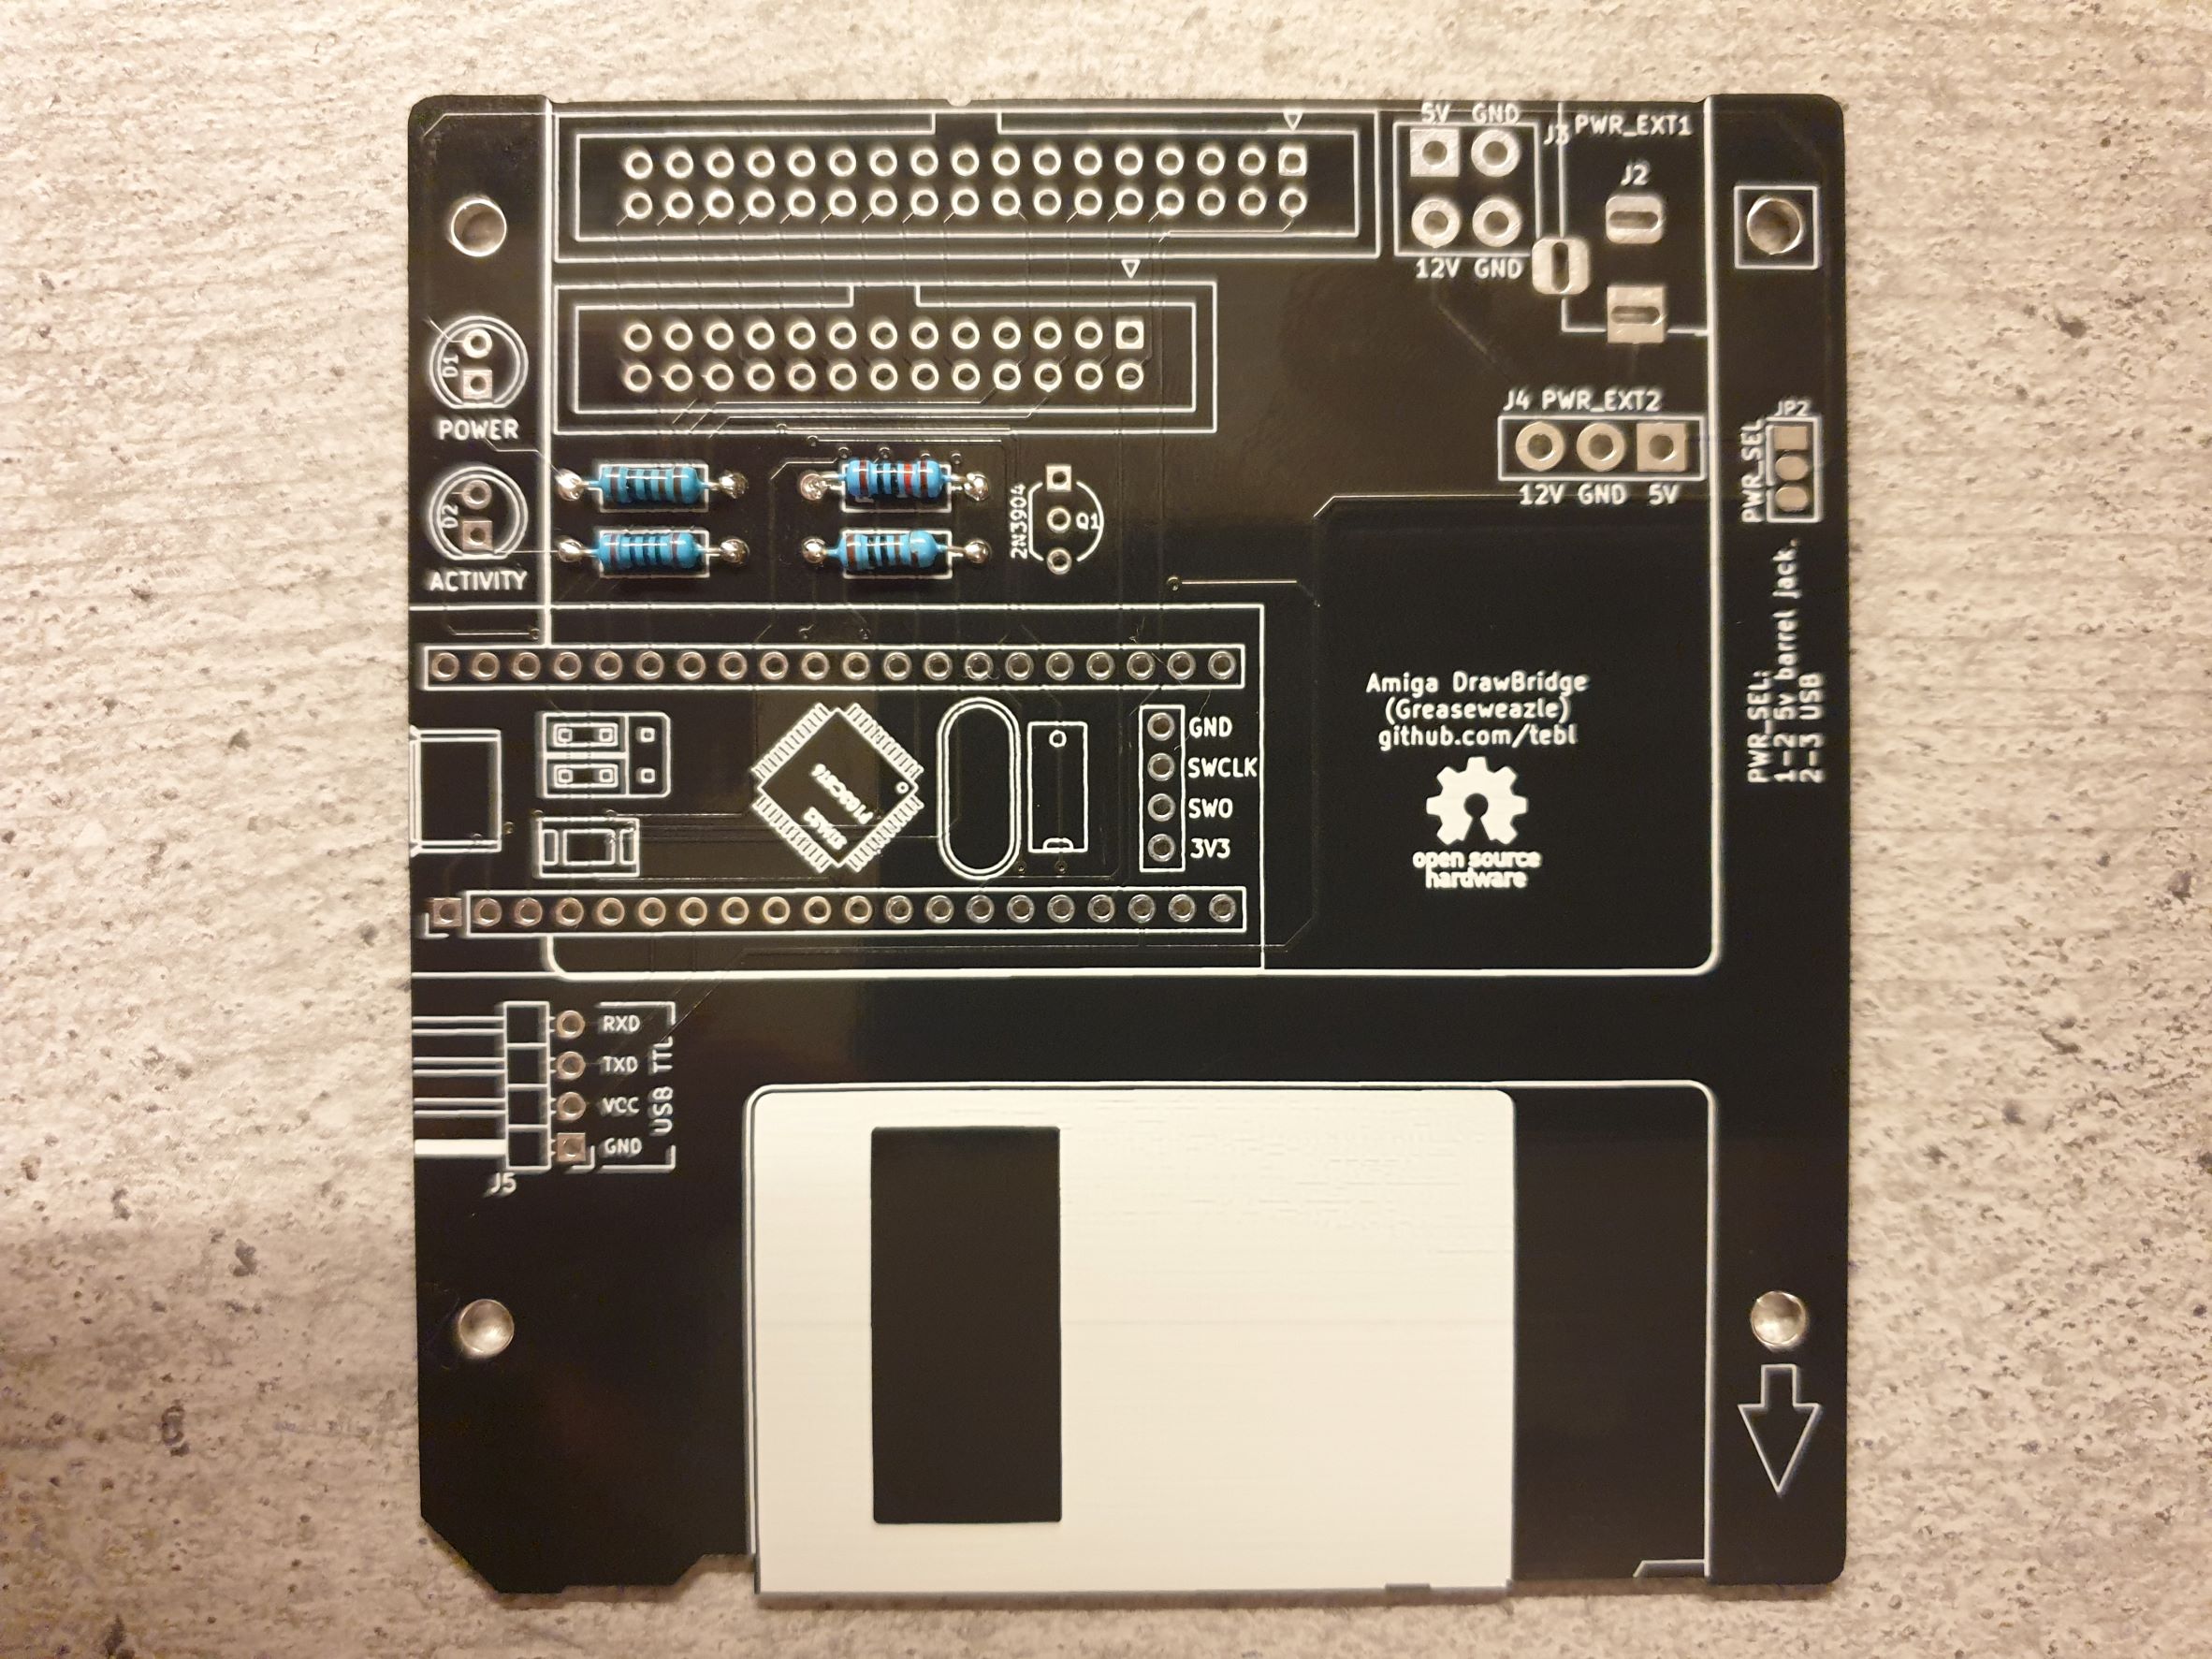 5V GND
J3 PWR_EXT1
J2
12V GND
D1
POWER
J4 PWR_EXT2
12V GND 5V
JP2
PWR_SEL
D2
ACTIVITY
2N3904
Q1
PWR_SEL:
1-2 5v barrel jack.
2-3 USB
Amiga DrawBridge
(Greaseweazle)
github.com/tebl
open source
hardware
GND
SWCLK
SWO
3V3
RXD
TXD
VCC
GND
USB TTL
J5